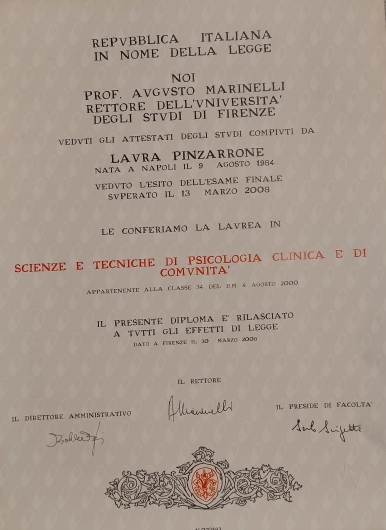 REPVBBLICA ITALIANA
IN NOME DELLA LEGGE
NOI
PROF. AVGVSTO MARINELLI
RETTORE DELL'VNIVERSITA'
DEGLI STVDI DI FIRENZE
VEDVTI GLI ATTESTATI DEGLI STVDI COMPIVTI DA
LAVRA PINZARRONE
NATA A NAPOLI IL 9 AGOSTO 1984
VEDVTO L'ESITO DELL'ESAME FINALE
SVPERATO IL 13 MARZO 2008
LE CONFERIAMO LA LAVREA IN
SCIENZE E TECNICHE DI PSICOLOGIA CLINICA E DI
COMVNITA'
APPARTENENTE ALLA CLASSE 34 DEL D.M. 4 AGOSTO 2000
IL PRESENTE DIPLOMA E' RILASCIATO
A TVTTI GLI EFFETTI DI LEGGE
DATO A FIRENZE IL 30 MARZO 2008
IL RETTORE
IL DIRETTORE AMMINISTRATIVO
IL PRESIDE DI FACOLTA'